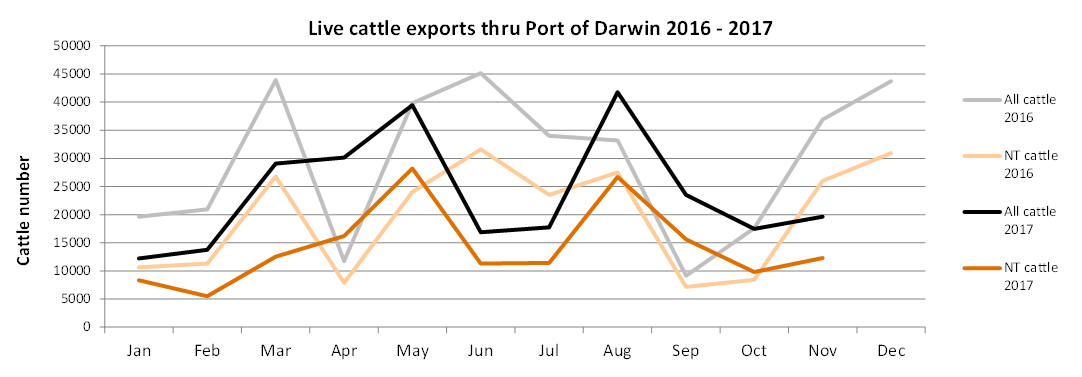 Live cattle exports thru Port of Darwin 2016 - 2017
50000
45000
40000
35000
30000
25000
20000
15000
10000
5000
0
Cattle number
Jan Feb Mar Apr May Jun Jul Aug Sep Oct Nov Dec
All cattle
2016
NT cattle
2016
All cattle
2017
NT cattle
2017